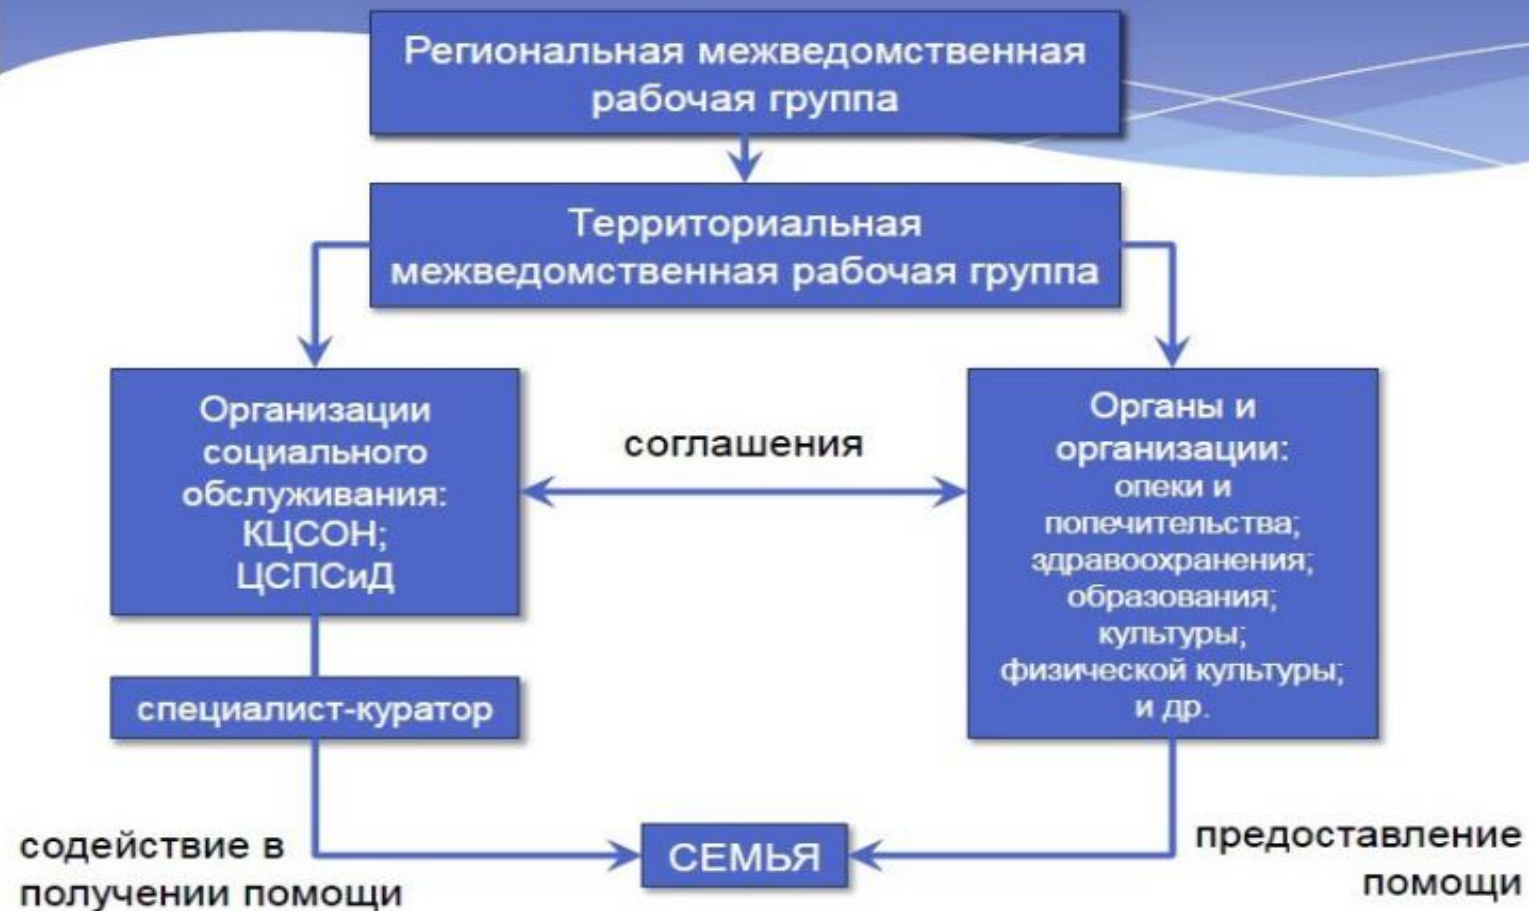 Региональная межведомственная
рабочая группа
Территориальная
межведомственная рабочая группа
Организации
социального
обслуживания:
КЦСОН;
ЦСПСиД
соглашения
Органы и
организации:
опеки и
попечительства;
здравоохранения;
образования;
культуры;
физической культуры;
и др.
специалист-куратор
содействие в
получении помощи
СЕМЬЯ
предоставление
помощи